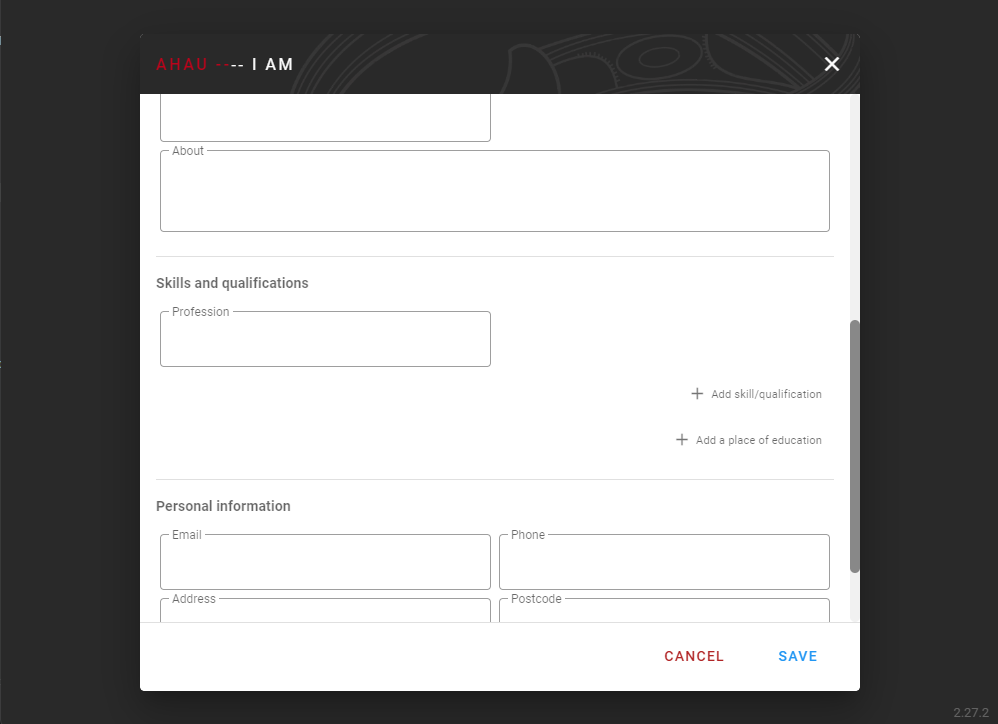 AHAU ---- I AM
About
Skills and qualifications
Profession
Add skill/qualification
Add a place of education
Personal information
Email Phone
Address Postcode
CANCEL SAVE
2.27.2